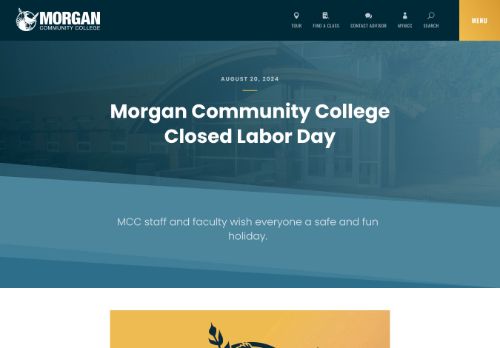 MORGAN
COMMUNITY COLLEGE
TOUR
FIND A CLASS
CONTACT ADVISOR
MYMCC
SEARCH
MENU
AUGUST 20, 2024
Morgan Community College
Closed Labor Day
MCC staff and faculty wish everyone a safe and fun
holiday.